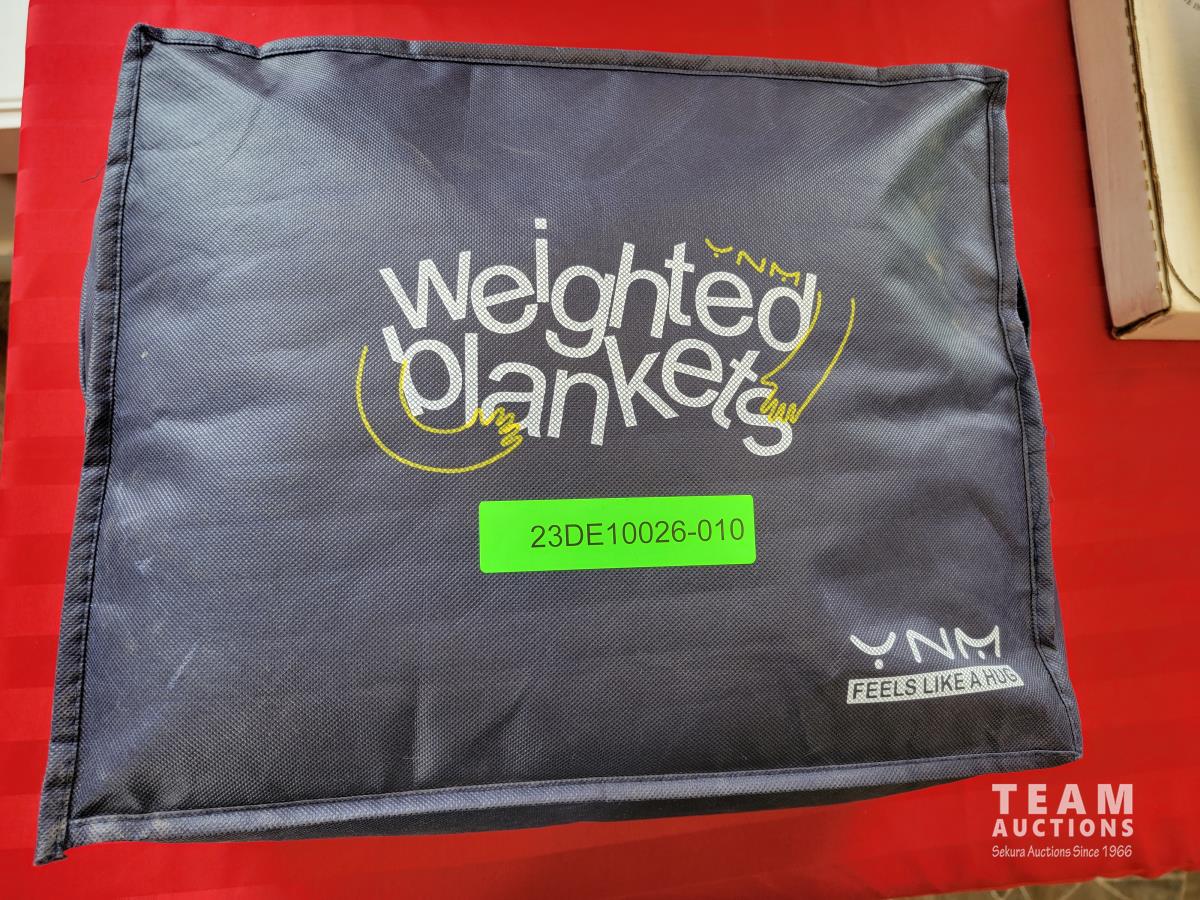 YNM
weighted
blankets
23DE10026-010
YNM
FEELS LIKE A HUG
TEAM
AUCTIONS
Sekura Auctions Since 1966